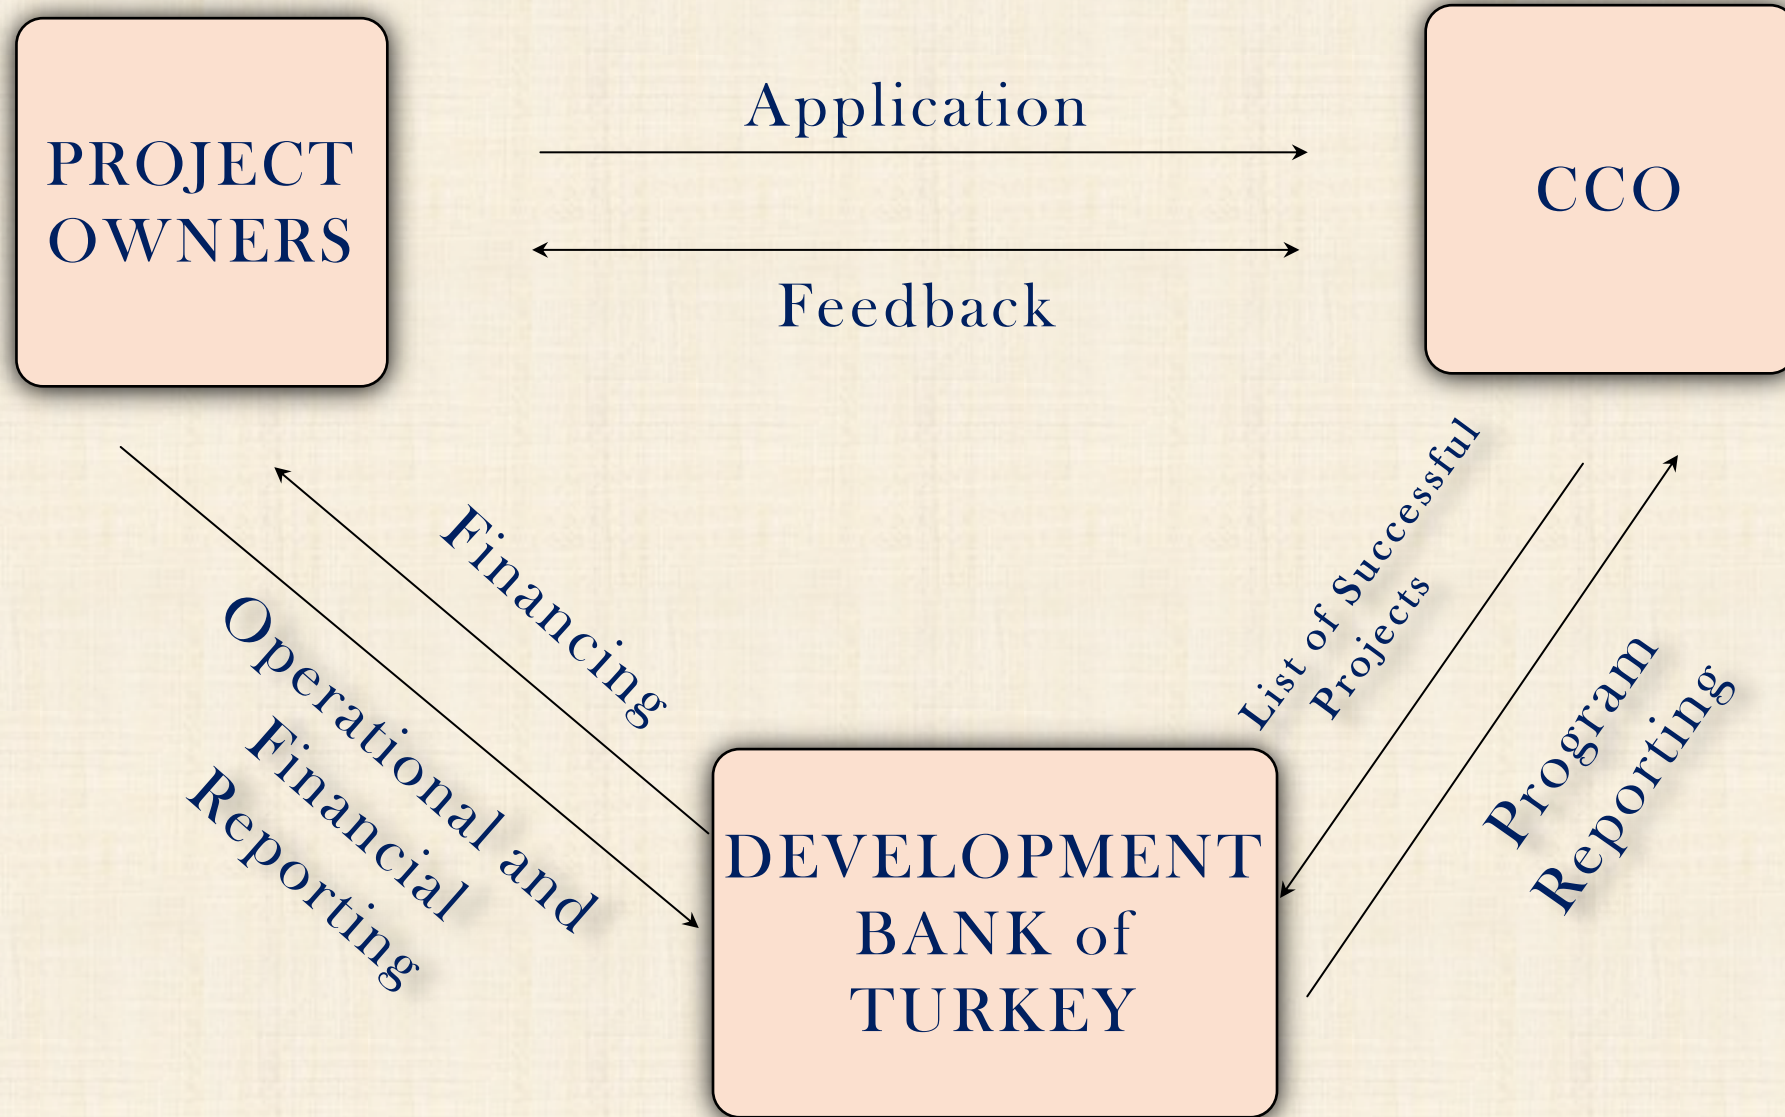 PROJECT
OWNERS
Application
Feedback
CCO
Financing
Operational and
Financial
Reporting
List of Successful
Projects
Program
Reporting
DEVELOPMENT
BANK of
TURKEY